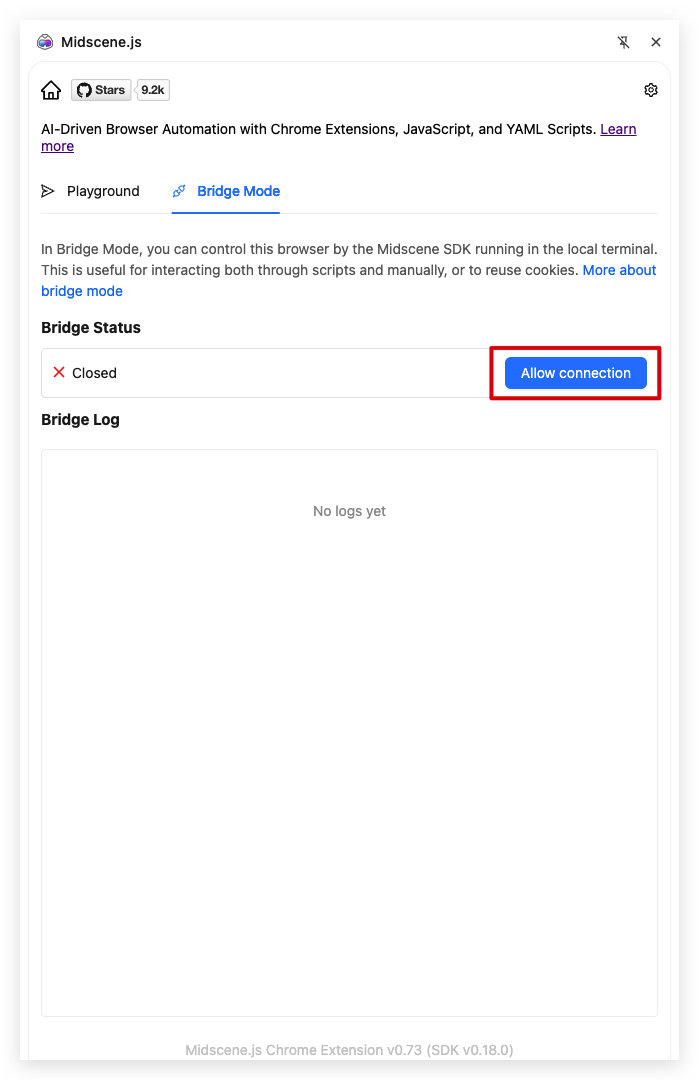 Midscene.js
Stars 9.2k
AI-Driven Browser Automation with Chrome Extensions, JavaScript, and YAML Scripts. Learn
more
Playground Bridge Mode
In Bridge Mode, you can control this browser by the Midscene SDK running in the local terminal.
This is useful for interacting both through scripts and manually, or to reuse cookies. More about
bridge mode
Bridge Status
Closed Allow connection
Bridge Log
No logs yet
Midscene.js Chrome Extension v0.73 (SDK v0.18.0)